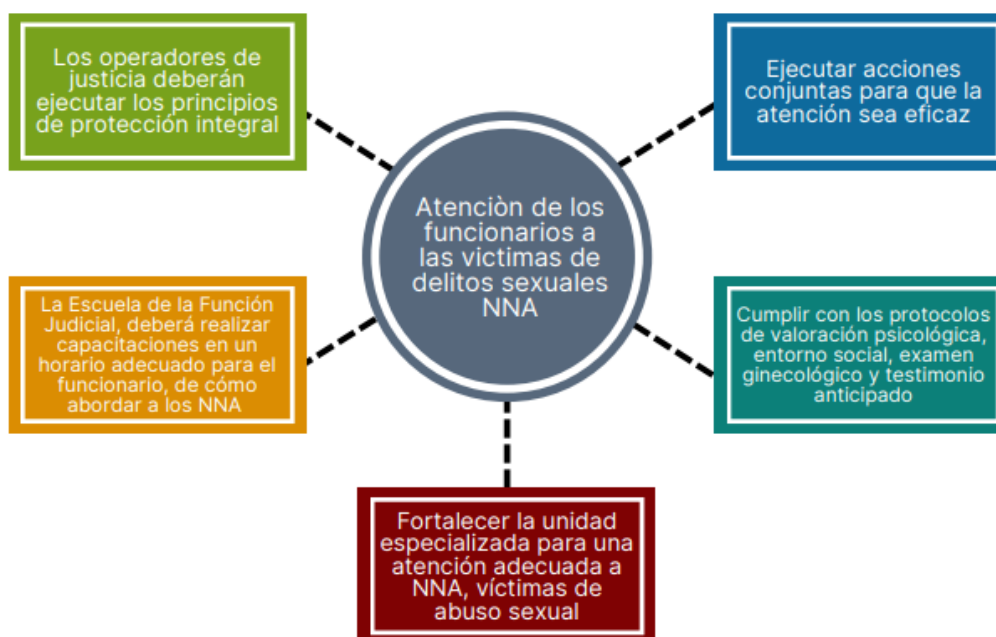 Los operadores de
justicia deberán
ejecutar los principios
de protección integral
Ejecutar acciones
conjuntas para que la
atención sea eficaz
Atenciòn de los
funcionarios a
las victimas de
delitos sexuales
NNA
La Escuela de la Función
Judicial, deberá realizar
capacitaciones en un
horario adecuado para el
funcionario, de cómo
abordar a los NNA
Cumplir con los protocolos
de valoración psicológica,
entorno social, examen
ginecológico y testimonio
anticipado
Fortalecer la unidad
especializada para una
atención adecuada a
NNA, víctimas de
abuso sexual